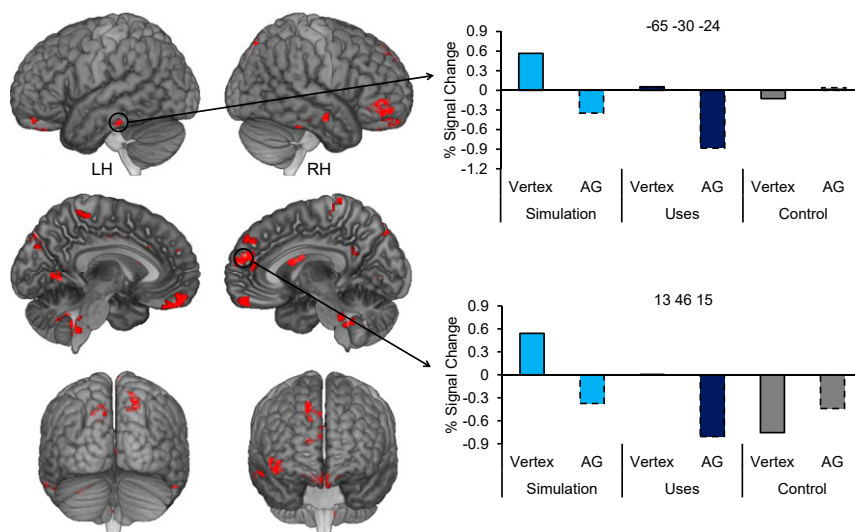 LH
RH
-65 -30 -24
% Signal Change
0.9
0.6
0.3
0
-0.3
-0.6
-0.9
-1.2
Vertex AG Vertex AG Vertex AG
Simulation Uses Control
13 46 15
% Signal Change
0.9
0.6
0.3
0
-0.3
-0.6
-0.9
Vertex AG Vertex AG Vertex AG
Simulation Uses Control